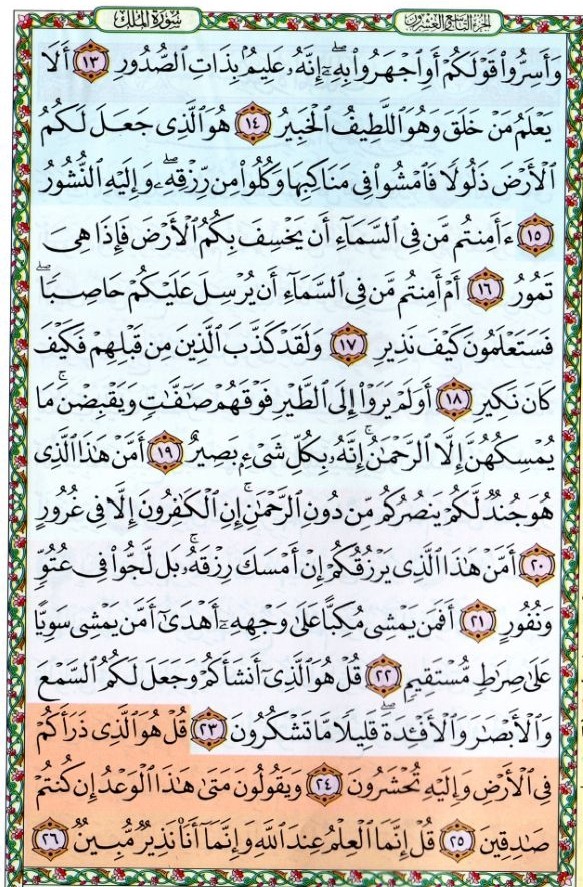 الجزء التاسع والعشرون
سُورَةُ المُلْكِ
وَأَسِرُّوا۟ قَوْلَكُمْ أَوِ ٱجْهَرُوا۟ بِهِۦٓ ۖ إِنَّهُۥ عَلِيمٌۢ بِذَاتِ ٱلصُّدُورِ ١٣ أَلَا
يَعْلَمُ مَنْ خَلَقَ وَهُوَ ٱللَّطِيفُ ٱلْخَبِيرُ ١٤ هُوَ ٱلَّذِى جَعَلَ لَكُمُ
ٱلْأَرْضَ ذَلُولًا فَٱمْشُوا۟ فِى مَنَاكِبِهَا وَكُلُوا۟ مِن رِّزْقِهِۦ ۖ وَإِلَيْهِ ٱلنُّشُورُ
١٥ ءَأَمِنتُم مَّن فِى ٱلسَّمَآءِ أَن يَخْسِفَ بِكُمُ ٱلْأَرْضَ فَإِذَا هِىَ
تَمُورُ ١٦ أَمْ أَمِنتُم مَّن فِى ٱلسَّمَآءِ أَن يُرْسِلَ عَلَيْكُمْ حَاصِبًا ۖ
فَسَتَعْلَمُونَ كَيْفَ نَذِيرِ ١٧ وَلَقَدْ كَذَّبَ ٱلَّذِينَ مِن قَبْلِهِمْ فَكَيْفَ
كَانَ نَكِيرِ ١٨ أَوَلَمْ يَرَوْا۟ إِلَى ٱلطَّيْرِ فَوْقَهُمْ صَٰٓفَّٰتٍ وَيَقْبِضْنَ ۚ مَا
يُمْسِكُهُنَّ إِلَّا ٱلرَّحْمَٰنُ ۚ إِنَّهُۥ بِكُلِّ شَىْءٍۭ بَصِيرٌ ١٩ أَمَّنْ هَٰذَا ٱلَّذِى
هُوَ جُندٌ لَّكُمْ يَنصُرُكُم مِّن دُونِ ٱلرَّحْمَٰنِ ۚ إِنِ ٱلْكَٰفِرُونَ إِلَّا فِى غُرُورٍ
٢٠ أَمَّنْ هَٰذَا ٱلَّذِى يَرْزُقُكُمْ إِنْ أَمْسَكَ رِزْقَهُۥ ۚ بَل لَّجُّوا۟ فِى عُتُوٍّ
وَنُفُورٍ ٢١ أَفَمَن يَمْشِى مُكِبًّا عَلَىٰ وَجْهِهِۦٓ أَهْدَىٰٓ أَمَّن يَمْشِى سَوِيًّا
عَلَىٰ صِرَٰطٍ مُّسْتَقِيمٍ ٢٢ قُلْ هُوَ ٱلَّذِىٓ أَنشَأَكُمْ وَجَعَلَ لَكُمُ ٱلسَّمْعَ
وَٱلْأَبْصَٰرَ وَٱلْأَفْـِٔدَةَ ۖ قَلِيلًا مَّا تَشْكُرُونَ ٢٣ قُلْ هُوَ ٱلَّذِى ذَرَأَكُمْ
فِى ٱلْأَرْضِ وَإِلَيْهِ تُحْشَرُونَ ٢٤ وَيَقُولُونَ مَتَىٰ هَٰذَا ٱلْوَعْدُ إِن كُنتُمْ
صَٰدِقِينَ ٢٥ قُلْ إِنَّمَا ٱلْعِلْمُ عِندَ ٱللَّهِ وَإِنَّمَآ أَنَا۠ نَذِيرٌ مُّبِينٌ ٢٦